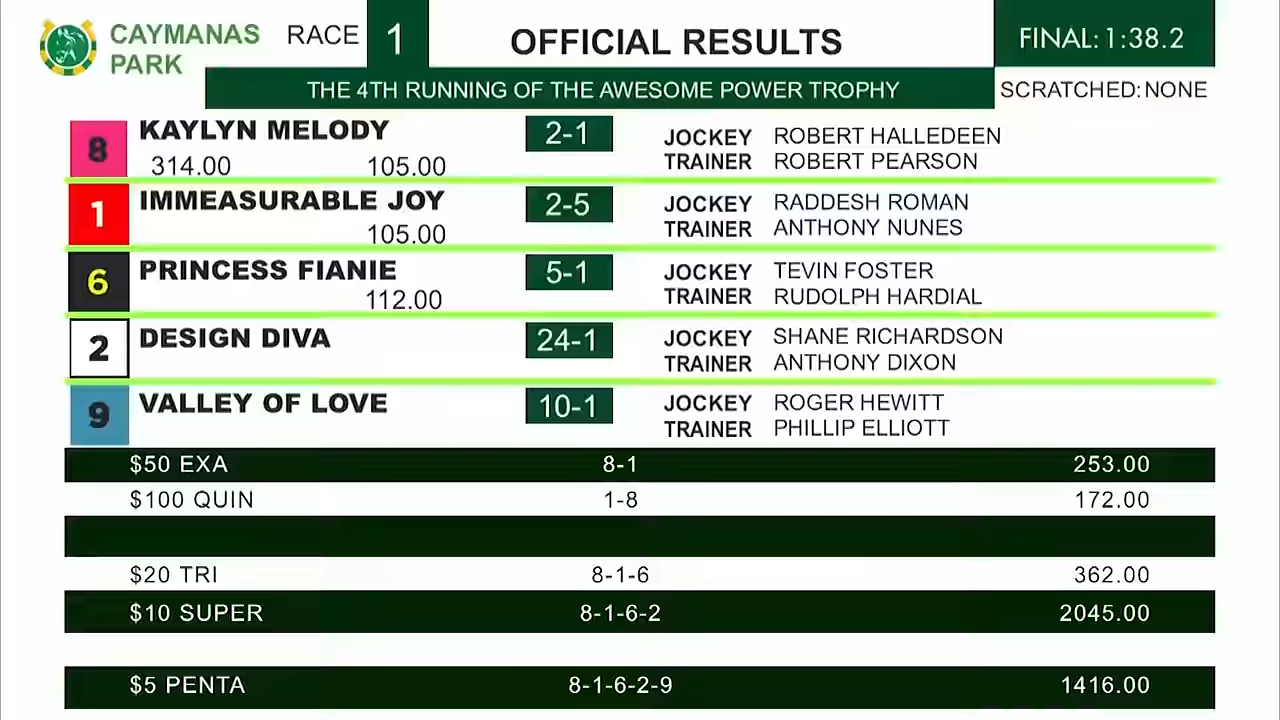 CAYMANAS PARK
RACE 1
OFFICIAL RESULTS
FINAL: 1:38.2
THE 4TH RUNNING OF THE AWESOME POWER TROPHY
SCRATCHED: NONE
8 KAYLYN MELODY 2-1 JOCKEY ROBERT HALLEDEEN
314.00 105.00 TRAINER ROBERT PEARSON
1 IMMEASURABLE JOY 2-5 JOCKEY RADDESH ROMAN
105.00 TRAINER ANTHONY NUNES
6 PRINCESS FIANIE 5-1 JOCKEY TEVIN FOSTER
112.00 TRAINER RUDOLPH HARDIAL
2 DESIGN DIVA 24-1 JOCKEY SHANE RICHARDSON
TRAINER ANTHONY DIXON
9 VALLEY OF LOVE 10-1 JOCKEY ROGER HEWITT
TRAINER PHILLIP ELLIOTT
$50 EXA 8-1 253.00
$100 QUIN 1-8 172.00
$20 TRI 8-1-6 362.00
$10 SUPER 8-1-6-2 2045.00
$5 PENTA 8-1-6-2-9 1416.00